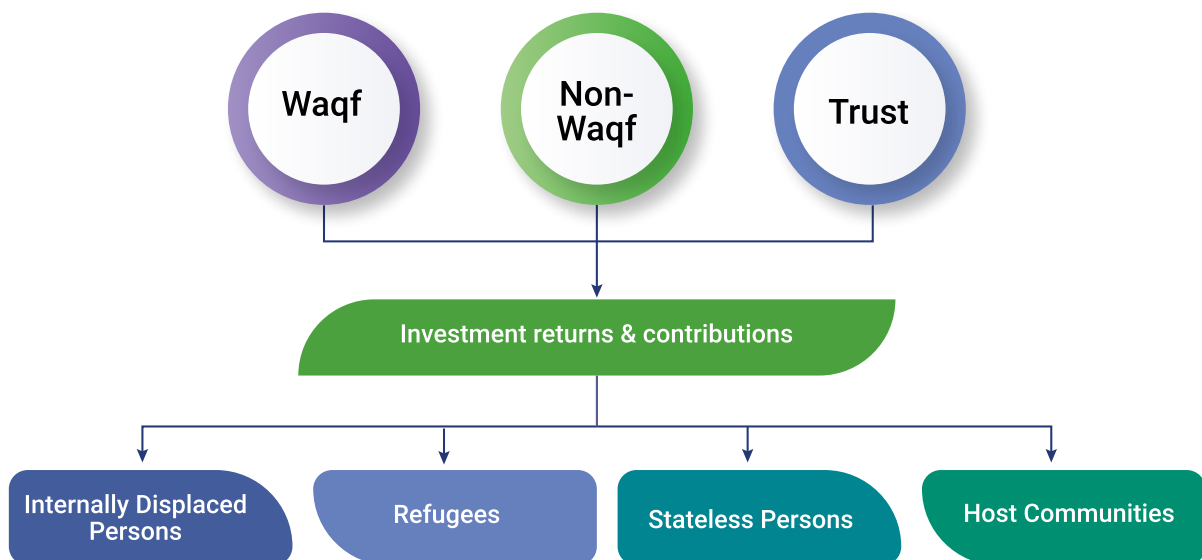 Waqf
Non-
Waqf
Trust
Investment returns & contributions
Internally Displaced
Persons
Refugees
Stateless Persons
Host Communities